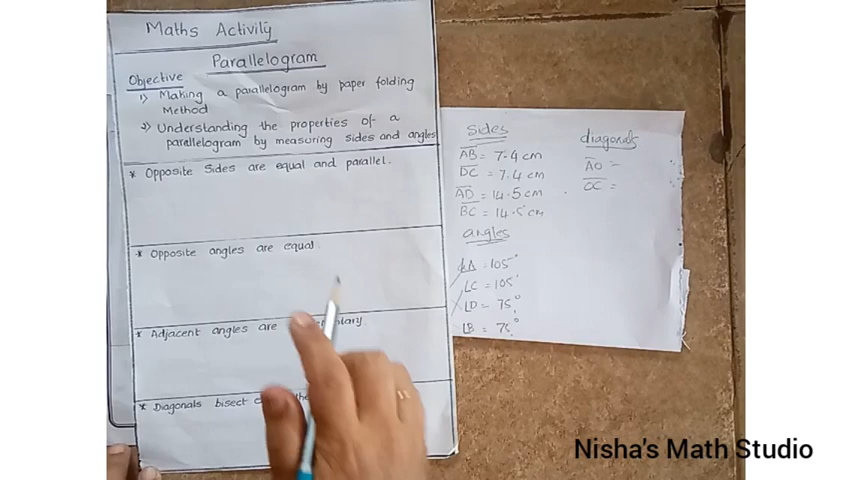 Maths Activity
Parallelogram
Objective
1) Making a parallelogram by paper folding
Method
2) Understanding the properties of a
parallelogram by measuring sides and angles
* Opposite Sides are equal and parallel.
* Opposite angles are equal.
* Adjacent angles are
* Diagonals bisect
Sides
AB = 7.4 cm
DC = 7.4 cm
AD = 14.5 cm
BC = 14.5 cm
angles
∠A = 105°
∠C = 105°
∠D = 75°
∠B = 75°
diagonals
AO =
OC =
Nisha's Math Studio